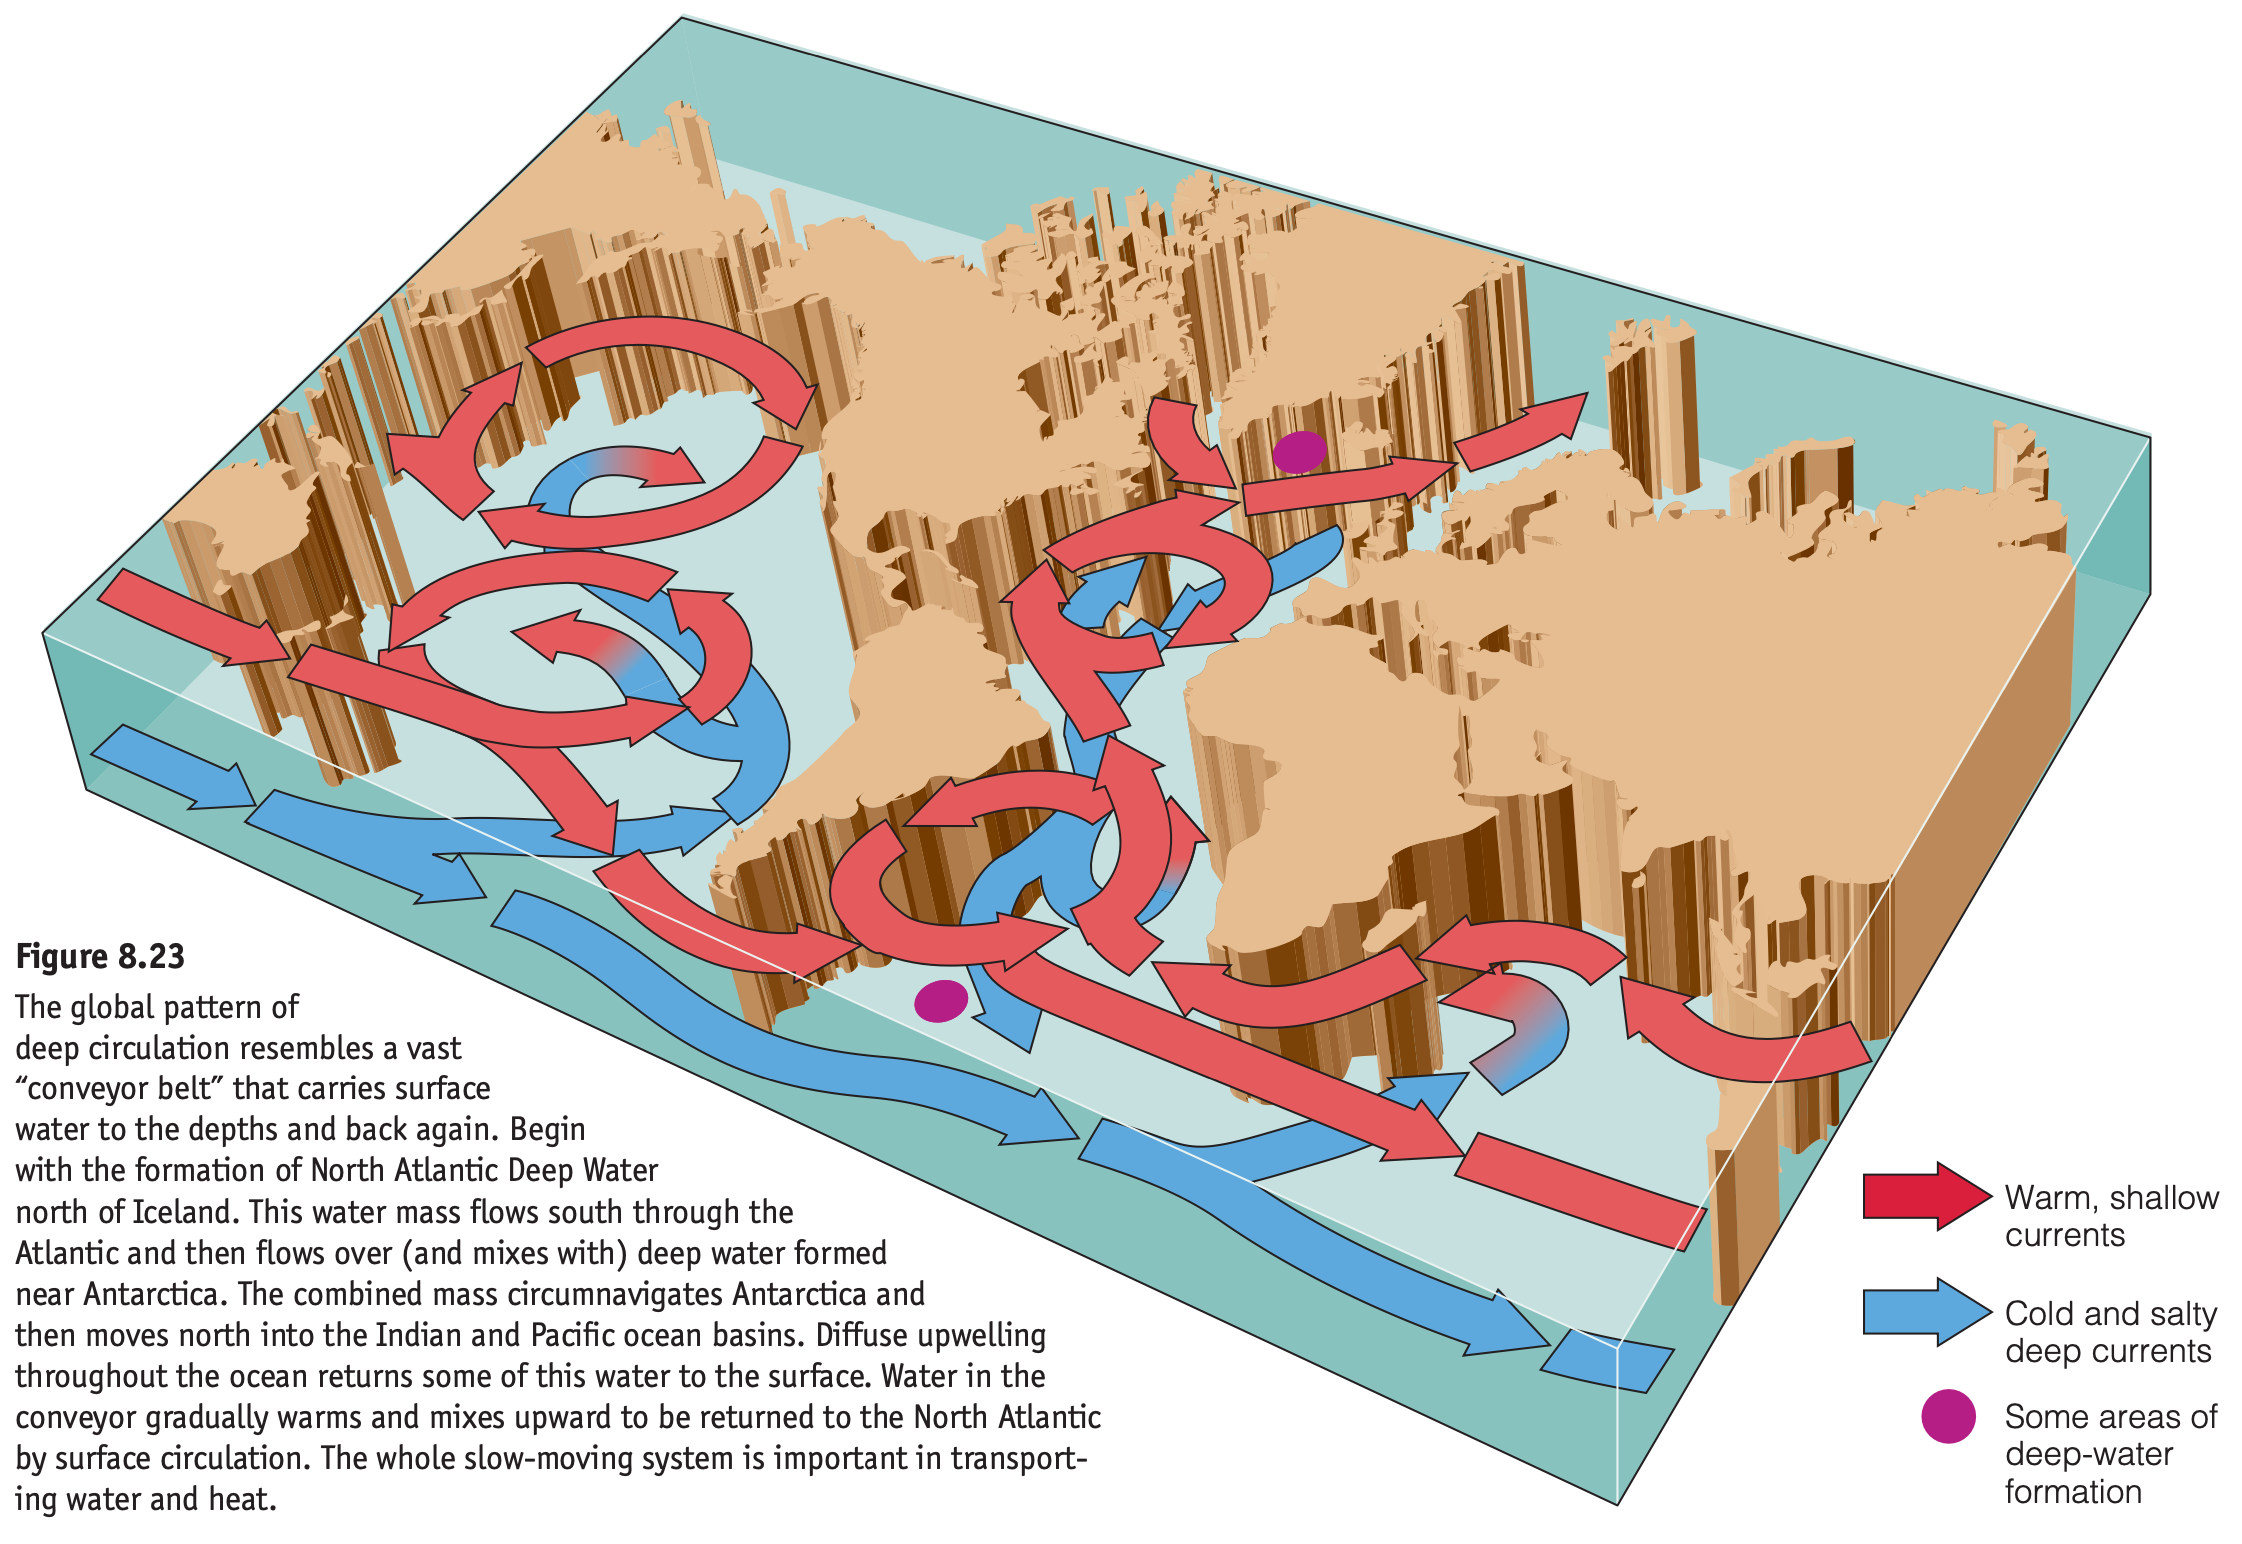 Figure 8.23
The global pattern of
deep circulation resembles a vast
“conveyor belt” that carries surface
water to the depths and back again. Begin
with the formation of North Atlantic Deep Water
north of Iceland. This water mass flows south through the
Atlantic and then flows over (and mixes with) deep water formed
near Antarctica. The combined mass circumnavigates Antarctica and
then moves north into the Indian and Pacific ocean basins. Diffuse upwelling
throughout the ocean returns some of this water to the surface. Water in the
conveyor gradually warms and mixes upward to be returned to the North Atlantic
by surface circulation. The whole slow-moving system is important in transport-
ing water and heat.
Warm, shallow
currents
Cold and salty
deep currents
Some areas of
deep-water
formation